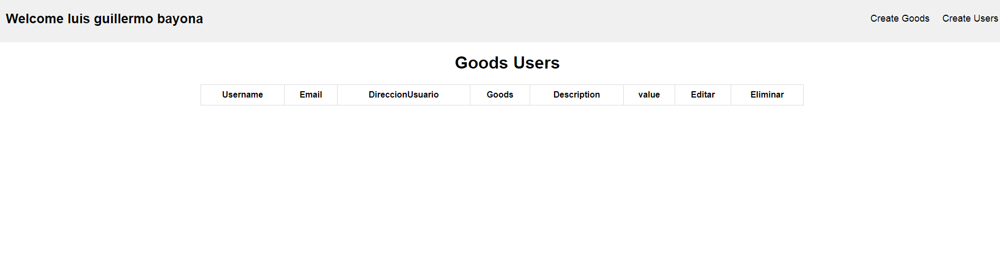 Welcome luis guillermo bayona
Create Goods Create Users
Goods Users
Username Email DireccionUsuario Goods Description value Editar Eliminar